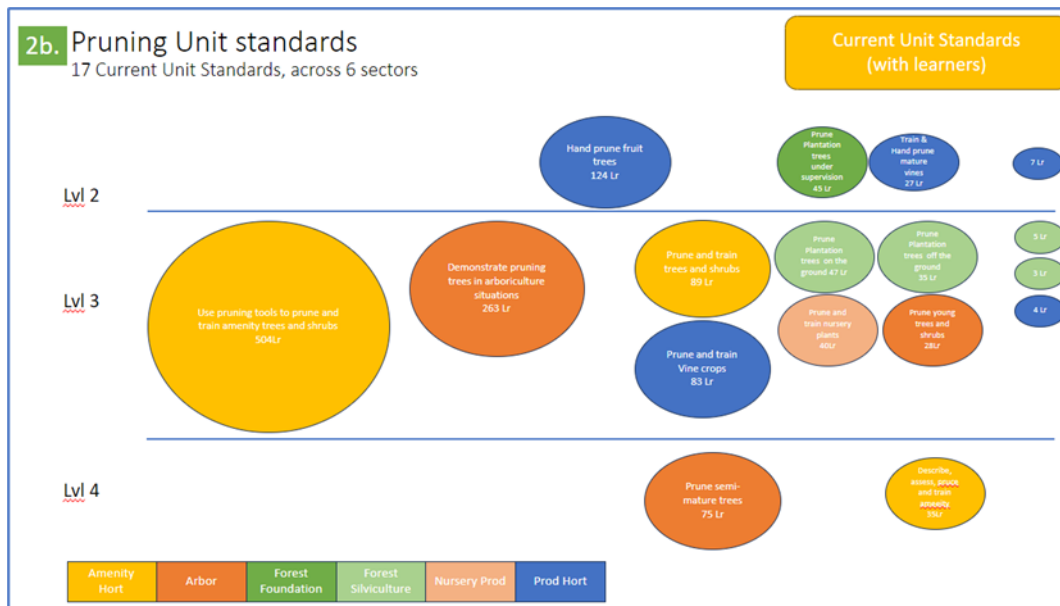 2b. Pruning Unit standards
17 Current Unit Standards, across 6 sectors
Current Unit Standards
(with learners)
Lvl 2
Hand prune fruit
trees
124 Lr
Prune
Plantation
trees
under
supervision
45 Lr
Train &
Hand prune
mature
vines
27 Lr
7 Lr
Lvl 3
Use pruning tools to prune and
train amenity trees and shrubs
504Lr
Demonstrate pruning
trees in arboriculture
situations
263 Lr
Prune and train
trees and shrubs
89 Lr
Prune and train
Vine crops
83 Lr
Prune
Plantation
trees on the
ground 47 Lr
Prune
Plantation
trees off the
ground
35 Lr
Prune and
train nursery
plants
40Lr
Prune young
trees and
shrubs
28Lr
5 Lr
3 Lr
4 Lr
Lvl 4
Prune semi-
mature trees
75 Lr
Describe,
assess,
and train
amenity
Amenity
Hort
Arbor
Forest
Foundation
Forest
Silviculture
Nursery Prod
Prod Hort